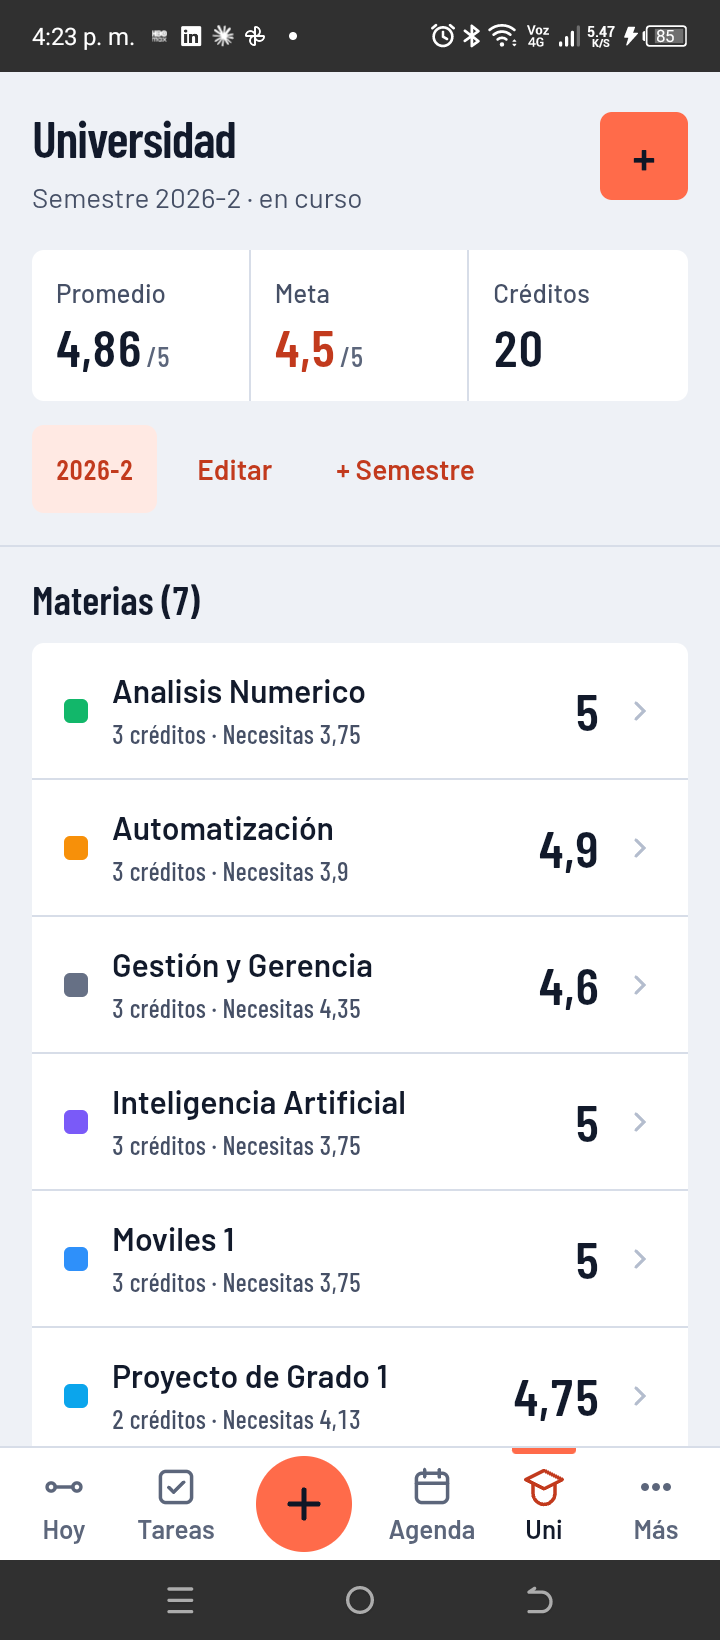 4:23 p. m.
HBO max
in
Voz 4G
5.47 K/S
85
Universidad
+
Semestre 2026-2 · en curso
Promedio
4,86 /5
Meta
4,5 /5
Créditos
20
2026-2
Editar
+ Semestre
Materias (7)
Analisis Numerico
5
3 créditos · Necesitas 3,75
Automatización
4,9
3 créditos · Necesitas 3,9
Gestión y Gerencia
4,6
3 créditos · Necesitas 4,35
Inteligencia Artificial
5
3 créditos · Necesitas 3,75
Moviles 1
5
3 créditos · Necesitas 3,75
Proyecto de Grado 1
4,75
2 créditos · Necesitas 4,13
Hoy
Tareas
+
Agenda
Uni
Más